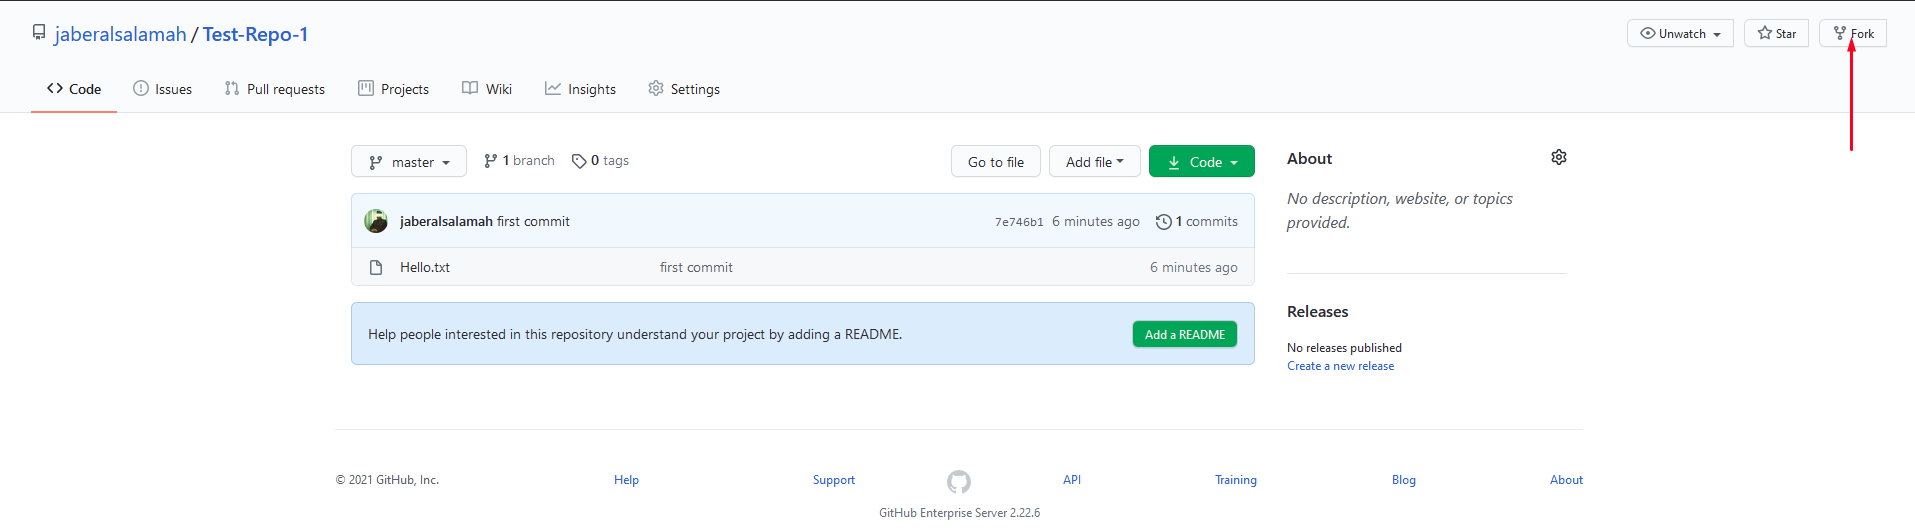 jaberalsalamah / Test-Repo-1
Unwatch Star Fork
Code Issues Pull requests Projects Wiki Insights Settings
master 1 branch 0 tags Go to file Add file Code
jaberalsalamah first commit 7e746b1 6 minutes ago 1 commits
Hello.txt first commit 6 minutes ago
Help people interested in this repository understand your project by adding a README. Add a README
About
No description, website, or topics
provided.
Releases
No releases published
Create a new release
© 2021 GitHub, Inc. Help Support API Training Blog About
GitHub Enterprise Server 2.22.6